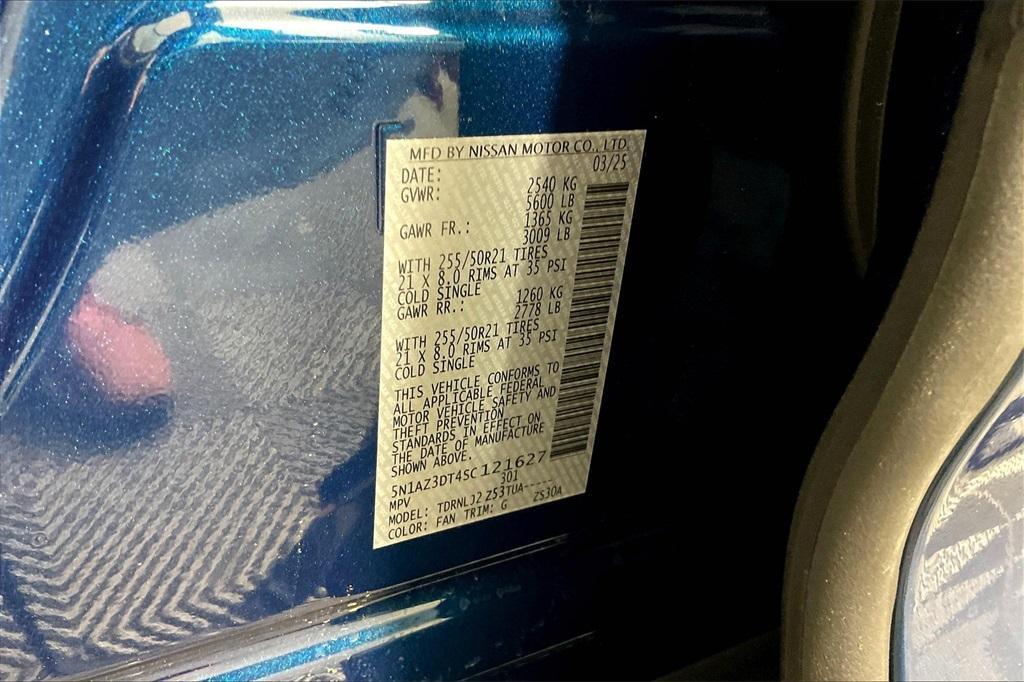 MFD BY NISSAN MOTOR CO., LTD.
DATE: 03/25
GVWR: 2540 KG
5600 LB
GAWR FR.: 1365 KG
3009 LB
WITH 255/50R21 TIRES
21 X 8.0 RIMS AT 35 PSI
COLD SINGLE
GAWR RR.: 1260 KG
2778 LB
WITH 255/50R21 TIRES
21 X 8.0 RIMS AT 35 PSI
COLD SINGLE
THIS VEHICLE CONFORMS TO
ALL APPLICABLE FEDERAL
MOTOR VEHICLE SAFETY AND
THEFT PREVENTION
STANDARDS IN EFFECT ON
THE DATE OF MANUFACTURE
SHOWN ABOVE.
5N1AZ3DT4SC121627
MPV 301
MODEL: TDRNLJ2 ZS3TUA-----
COLOR: FAN TRIM: G ZS30A